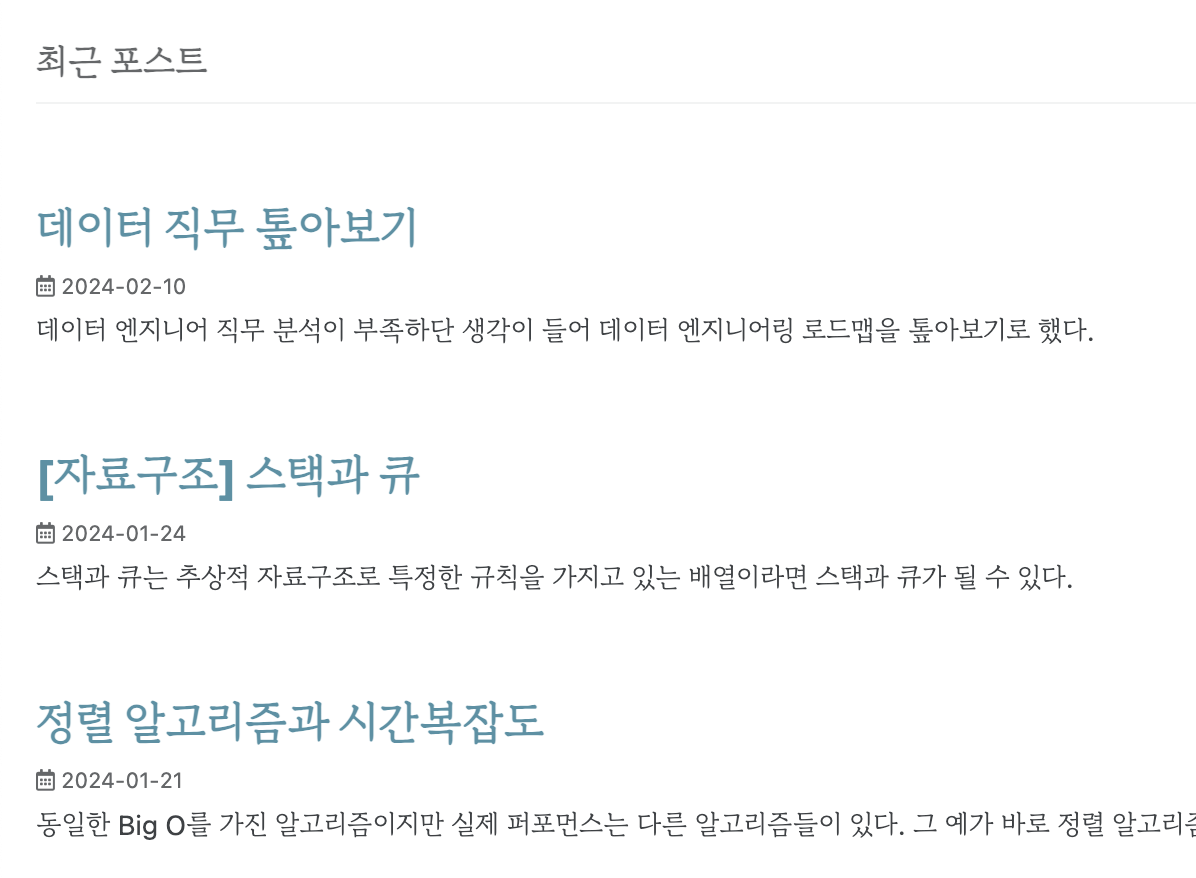 최근 포스트
데이터 직무 톺아보기
2024-02-10
데이터 엔지니어 직무 분석이 부족하단 생각이 들어 데이터 엔지니어링 로드맵을 톺아보기로 했다.
[자료구조] 스택과 큐
2024-01-24
스택과 큐는 추상적 자료구조로 특정한 규칙을 가지고 있는 배열이라면 스택과 큐가 될 수 있다.
정렬 알고리즘과 시간복잡도
2024-01-21
동일한 Big O를 가진 알고리즘이지만 실제 퍼포먼스는 다른 알고리즘들이 있다. 그 예가 바로 정렬 알고리즘